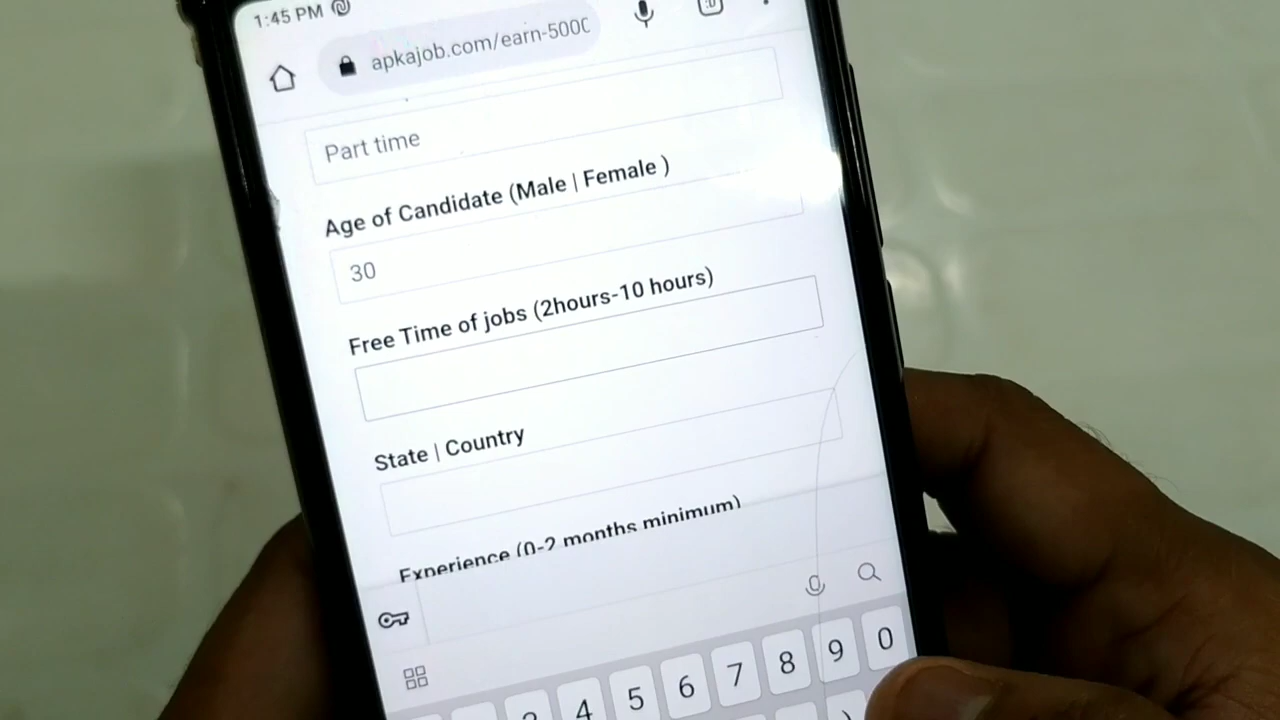 1:45 PM
apkajob.com/earn-500
Part time
Age of Candidate (Male | Female )
30
Free Time of jobs (2hours-10 hours)
State | Country
Experience (0-2 months minimum)
4 5 6 7 8 9 0